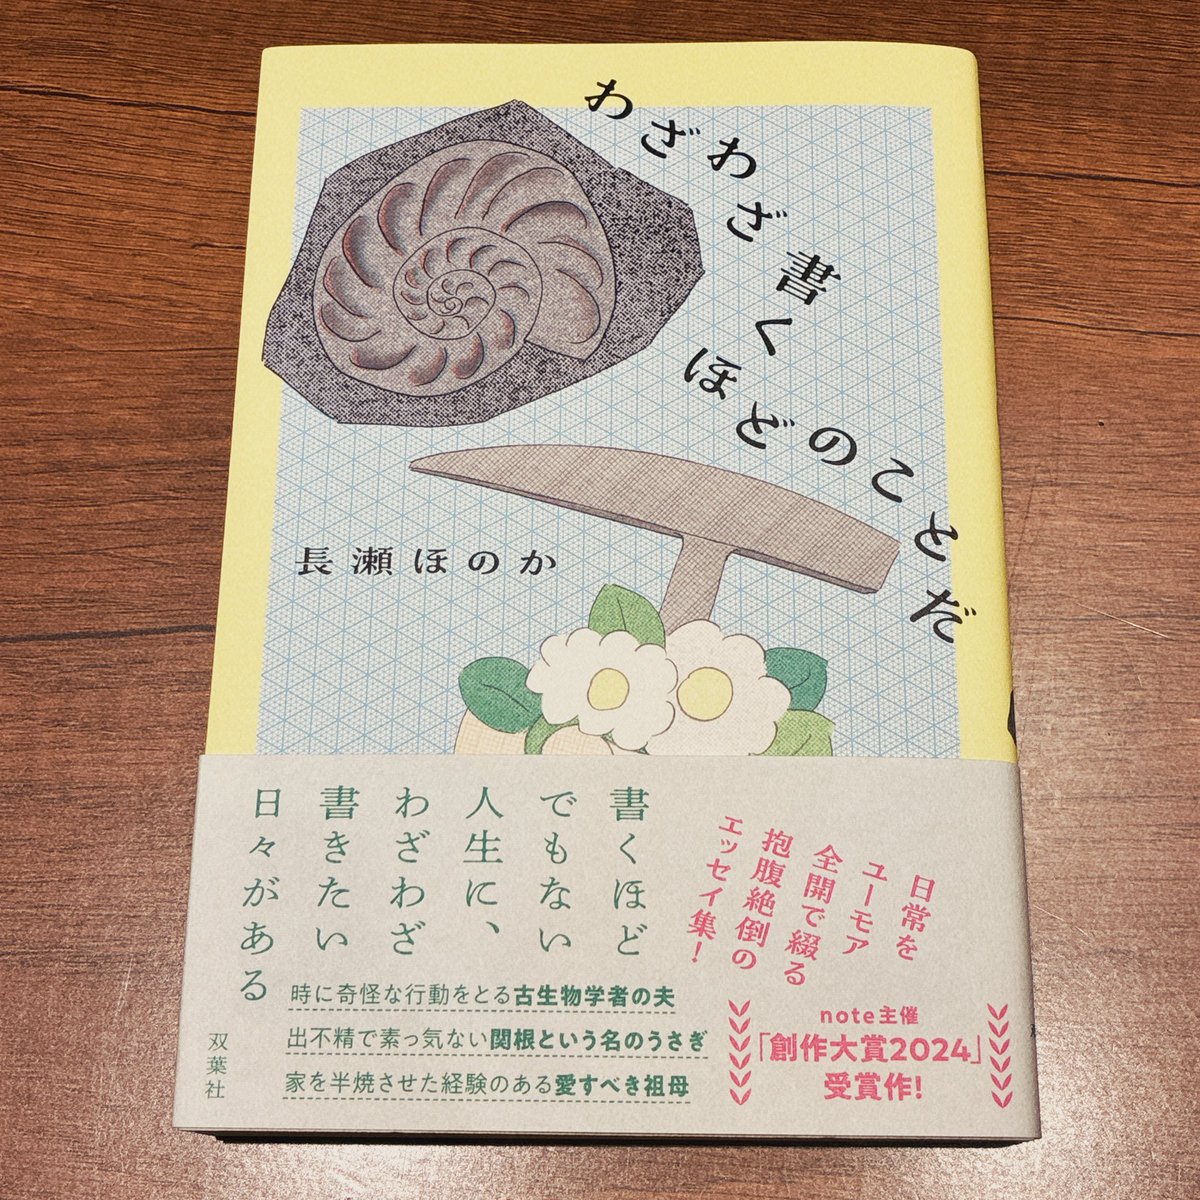 わざわざ書くほどのことだ
長瀬ほのか
日常を
ユーモア
全開で綴る
抱腹絶倒の
エッセイ集！
書くほど
でもない
人生に、
わざわざ
書きたい
日々がある
時に奇怪な行動をとる古生物学者の夫
出不精で素っ気ない関根という名のうさぎ
家を半焼させた経験のある愛すべき祖母
note主催
「創作大賞2024」
受賞作！
双葉社